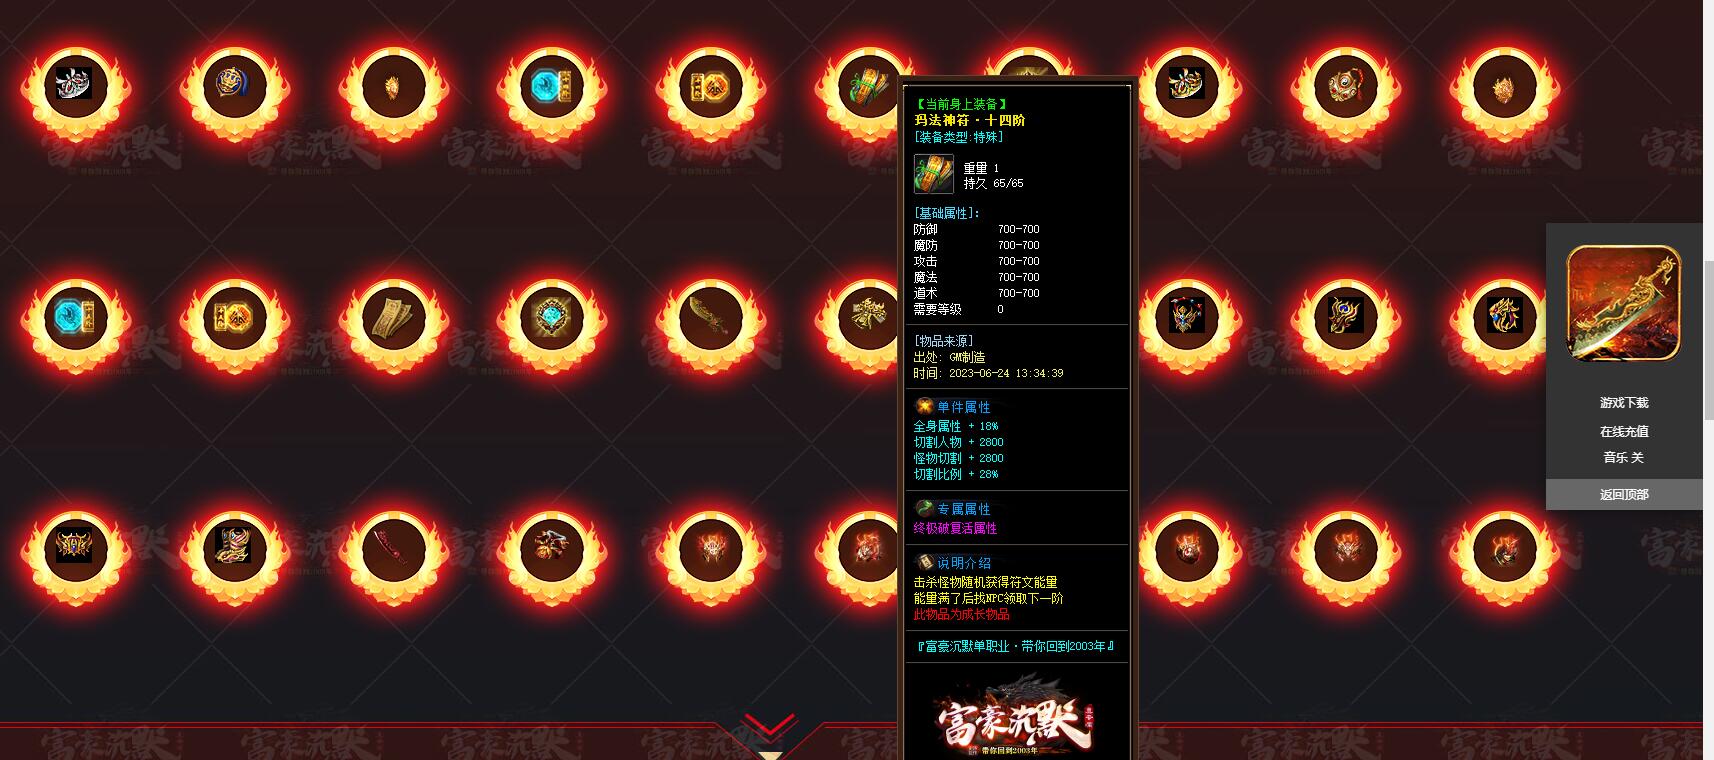 【当前身上装备】
玛法神符·十四阶
[装备类型:特殊]
重量 1
持久 65/65
[基础属性]:
防御 700-700
魔防 700-700
攻击 700-700
魔法 700-700
道术 700-700
需要等级 0
[物品来源]
出处: GM制造
时间: 2023-06-24 13:34:39
单件属性
全身属性 + 18%
切割人物 + 2800
怪物切割 + 2800
切割比例 + 28%
专属属性
终极破复活属性
说明介绍
击杀怪物随机获得符文能量
能量满了后找NPC领取下一阶
此物品为成长物品
『富豪沉默单职业·带你回到2003年』
富豪沉默
带你回到2003年
游戏下载
在线充值
音乐 关
返回顶部